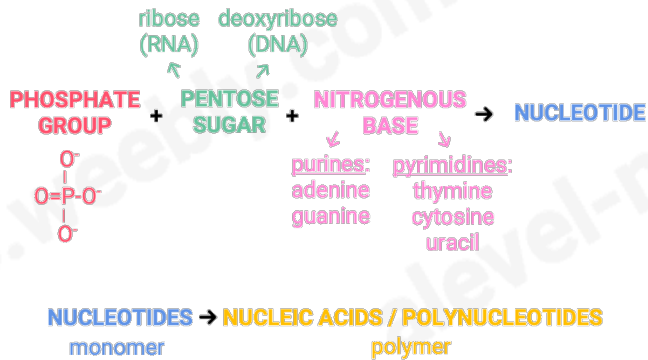 ribose deoxyribose
(RNA) (DNA)
PHOSPHATE GROUP + PENTOSE SUGAR + NITROGENOUS BASE → NUCLEOTIDE
O⁻
O=P-O⁻
O⁻
purines: pyrimidines:
adenine thymine
guanine cytosine
uracil
NUCLEOTIDES → NUCLEIC ACIDS / POLYNUCLEOTIDES
monomer polymer